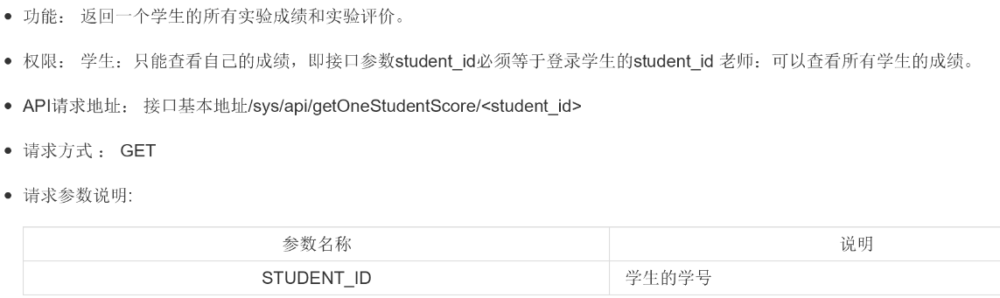 功能： 返回一个学生的所有实验成绩和实验评价。
权限： 学生：只能查看自己的成绩，即接口参数student_id必须等于登录学生的student_id 老师：可以查看所有学生的成绩。
API请求地址： 接口基本地址/sys/api/getOneStudentScore/<student_id>
请求方式 ： GET
请求参数说明:
参数名称 说明
STUDENT_ID 学生的学号